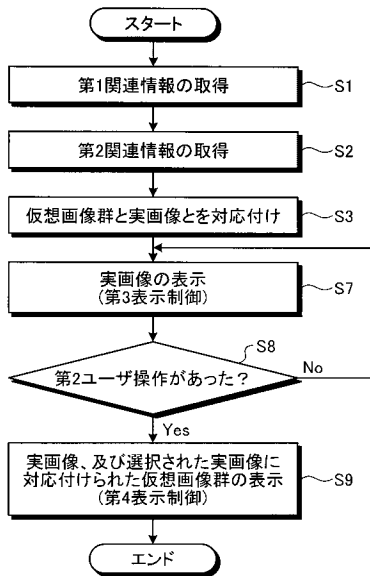 スタート
第1関連情報の取得
S1
第2関連情報の取得
S2
仮想画像群と実画像とを対応付け
S3
実画像の表示
(第3表示制御)
S7
S8
第2ユーザ操作があった?
No
Yes
実画像、及び選択された実画像に
対応付けられた仮想画像群の表示
(第4表示制御)
S9
エンド